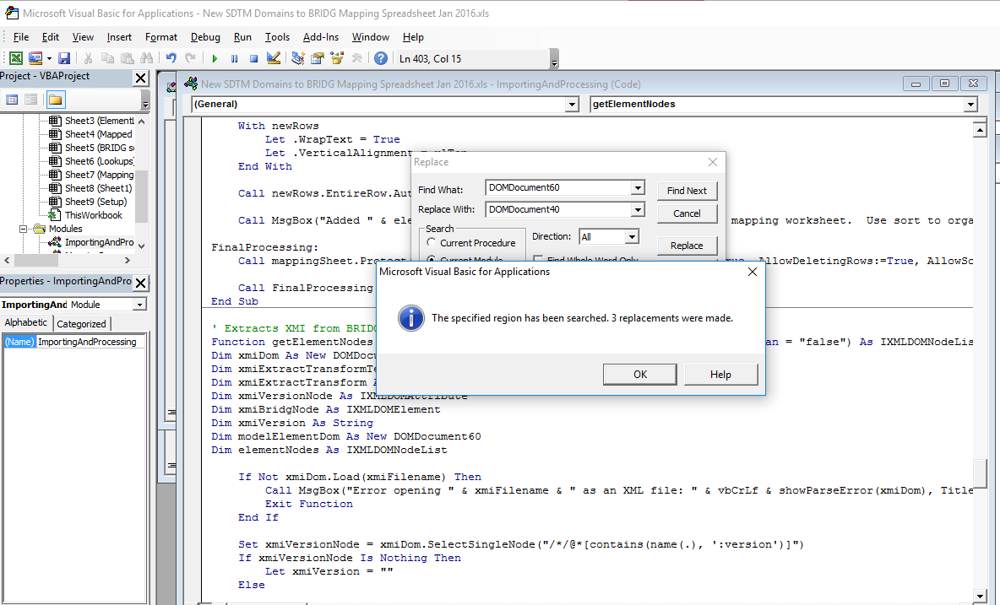 Microsoft Visual Basic for Applications - New SDTM Domains to BRIDG Mapping Spreadsheet Jan 2016.xls
File Edit View Insert Format Debug Run Tools Add-Ins Window Help
Ln 403, Col 15
Project - VBAProject
Sheet3 (Element
Sheet4 (Mapped
Sheet5 (BRIDG se
Sheet6 (Lookups)
Sheet7 (Mapping
Sheet8 (Sheet1)
Sheet9 (Setup)
ThisWorkbook
Modules
ImportingAndPro
Properties - ImportingAndPro
ImportingAnd Module
Alphabetic Categorized
(Name) ImportingAndProcessing
New SDTM Domains to BRIDG Mapping Spreadsheet Jan 2016.xls - ImportingAndProcessing (Code)
(General) getElementNodes
With newRows
Let .WrapText = True
Let .VerticalAlignment = xlTop
End With
Call newRows.EntireRow.Aut
Call MsgBox("Added " & ele mapping worksheet. Use sort to orga
FinalProcessing:
Call mappingSheet.Protect AllowDeletingRows:=True, AllowSc
Call FinalProcessing
End Sub
' Extracts XMI from BRIDG
Function getElementNodes an = "false") As IXMLDOMNodeLis
Dim xmiDom As New DOMDocu
Dim xmiExtractTransformTe
Dim xmiExtractTransform A
Dim xmiVersionNode As IXMLDOMAttribute
Dim xmiBridgNode As IXMLDOMElement
Dim xmiVersion As String
Dim modelElementDom As New DOMDocument60
Dim elementNodes As IXMLDOMNodeList
If Not xmiDom.Load(xmiFilename) Then
Call MsgBox("Error opening " & xmiFilename & " as an XML file: " & vbCrLf & showParseError(xmiDom), Title
Exit Function
End If
Set xmiVersionNode = xmiDom.SelectSingleNode("/*/@*[contains(name(.), ':version')]")
If xmiVersionNode Is Nothing Then
Let xmiVersion = ""
Else
Replace
Find What: DOMDocument60 Find Next
Replace With: DOMDocument40 Cancel
Search
Current Procedure
Current Module
Direction: All
Replace
Find Whole Word Only
Microsoft Visual Basic for Applications
The specified region has been searched. 3 replacements were made.
OK Help